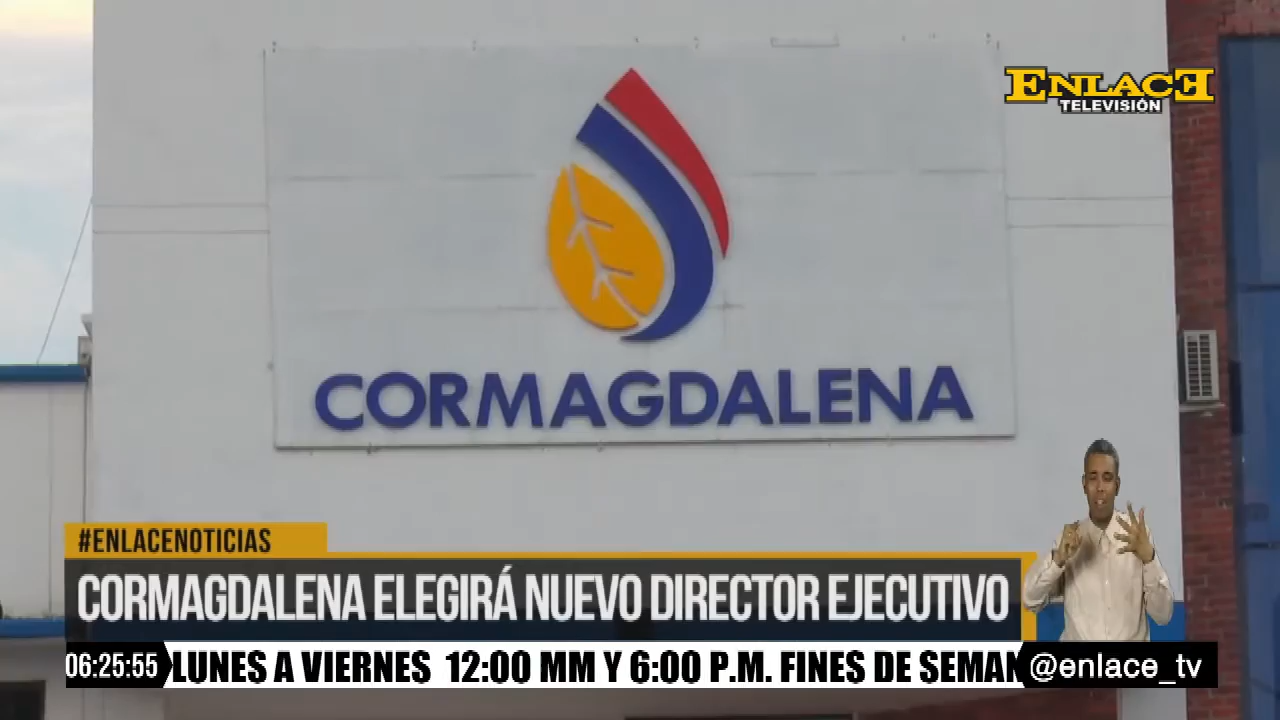 ENLACE
TELEVISIÓN
CORMAGDALENA
#ENLACENOTICIAS
CORMAGDALENA ELEGIRÁ NUEVO DIRECTOR EJECUTIVO
06:25:55 LUNES A VIERNES 12:00 MM Y 6:00 P.M. FINES DE SEMAN @enlace_tv